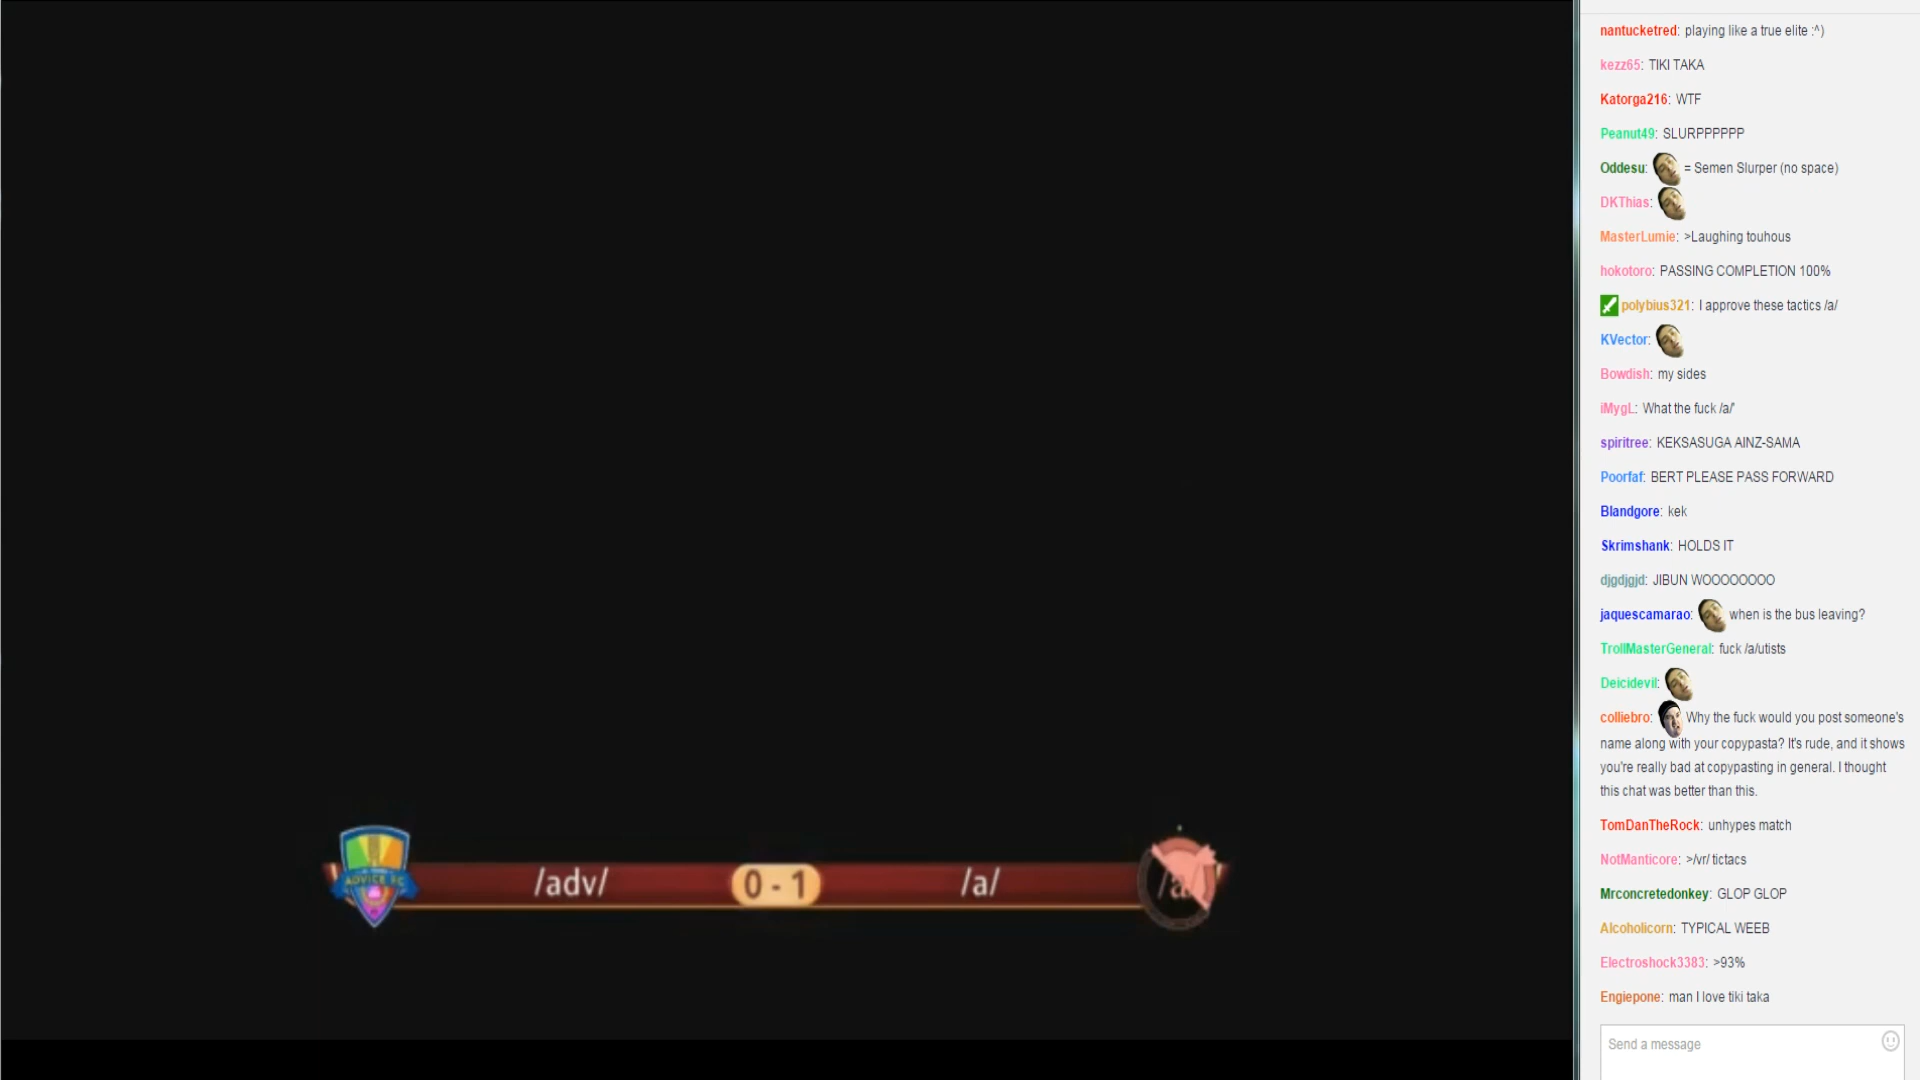 nantucketred: playing like a true elite :^)
kezz65: TIKI TAKA
Katorga216: WTF
Peanut49: SLURPPPPPP
Oddesu: = Semen Slurper (no space)
DKThias:
MasterLumie: >Laughing touhous
hokotoro: PASSING COMPLETION 100%
polybius321: I approve these tactics /a/
KVector:
Bowdish: my sides
iMygL: What the fuck /a/'
spiritree: KEKSASUGA AINZ-SAMA
Poorfaf: BERT PLEASE PASS FORWARD
Blandgore: kek
Skrimshank: HOLDS IT
djgdjgjd: JIBUN WOOOOOOOO
jaquescamarao: when is the bus leaving?
TrollMasterGeneral: fuck /a/utists
Deicidevil:
colliebro: Why the fuck would you post someone's
name along with your copypasta? It's rude, and it shows
you're really bad at copypasting in general. I thought
this chat was better than this.
TomDanTheRock: unhypes match
NotManticore: >/vr/ tictacs
Mrconcretedonkey: GLOP GLOP
Alcoholicorn: TYPICAL WEEB
Electroshock3383: >93%
Engiepone: man I love tiki taka
Send a message
ADVICE FC
/adv/ 0 - 1 /a/
/a/